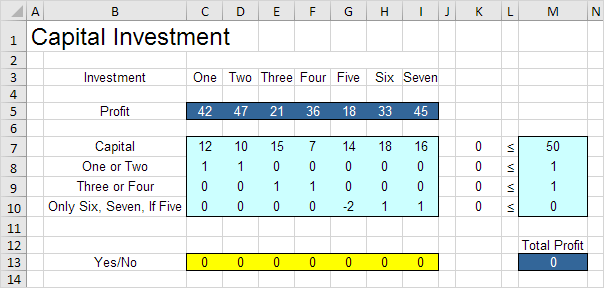 A B C D E F G H I J K L M N
1 Capital Investment
2
3 Investment One Two Three Four Five Six Seven
4
5 Profit 42 47 21 36 18 33 45
6
7 Capital 12 10 15 7 14 18 16 0 ≤ 50
8 One or Two 1 1 0 0 0 0 0 0 ≤ 1
9 Three or Four 0 0 1 1 0 0 0 0 ≤ 1
10 Only Six, Seven, If Five 0 0 0 0 -2 1 1 0 ≤ 0
11
12 Total Profit
13 Yes/No 0 0 0 0 0 0 0 0
14